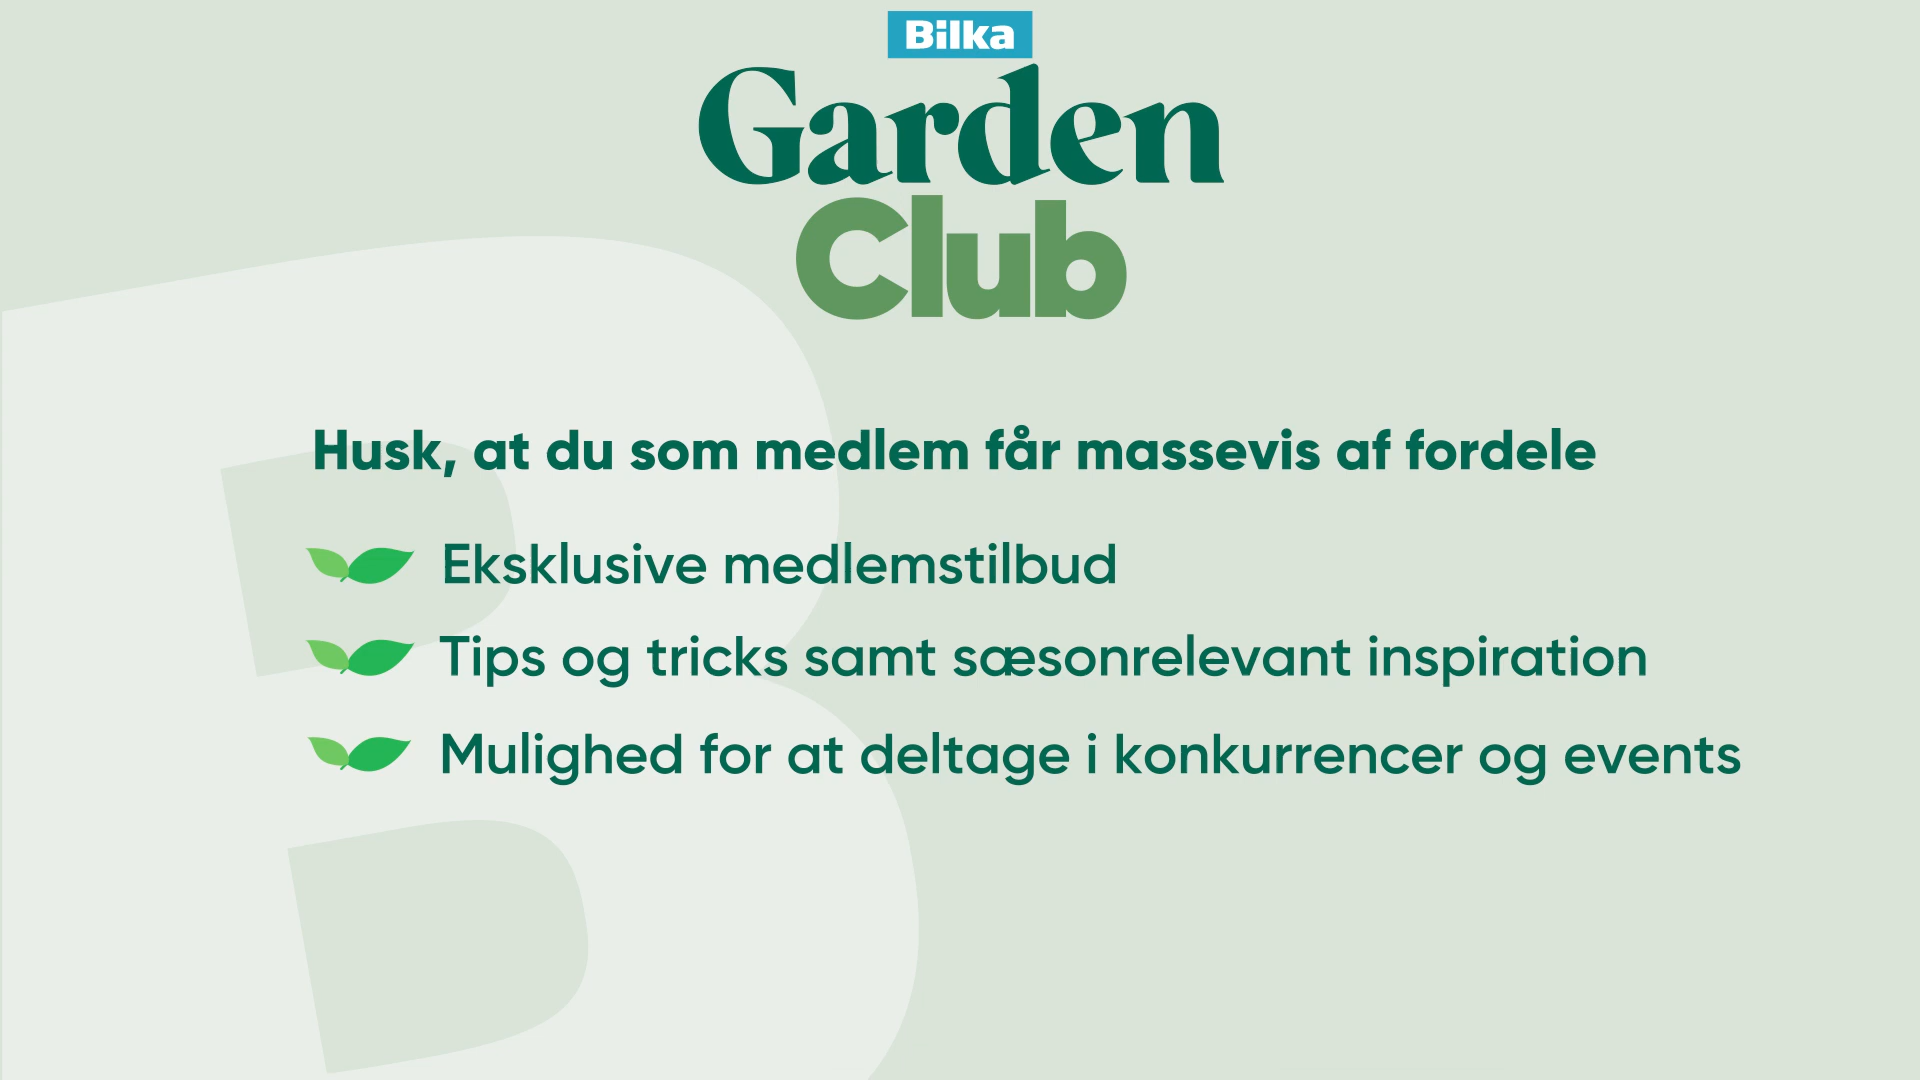 Bilka
Garden
Club
Husk, at du som medlem får massevis af fordele
Eksklusive medlemstilbud
Tips og tricks samt sæsonrelevant inspiration
Mulighed for at deltage i konkurrencer og events